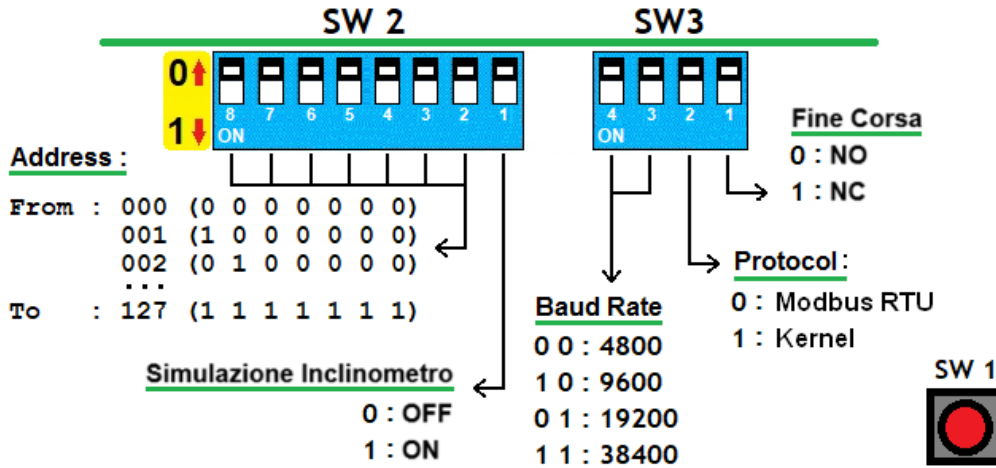 SW 2
SW3
0
1
8 7 6 5 4 3 2 1
ON
4 3 2 1
ON
Address :
From : 000 (0 0 0 0 0 0 0)
001 (1 0 0 0 0 0 0)
002 (0 1 0 0 0 0 0)
...
To : 127 (1 1 1 1 1 1 1)
Simulazione Inclinometro
0 : OFF
1 : ON
Baud Rate
0 0 : 4800
1 0 : 9600
0 1 : 19200
1 1 : 38400
Fine Corsa
0 : NO
1 : NC
Protocol :
0 : Modbus RTU
1 : Kernel
SW 1